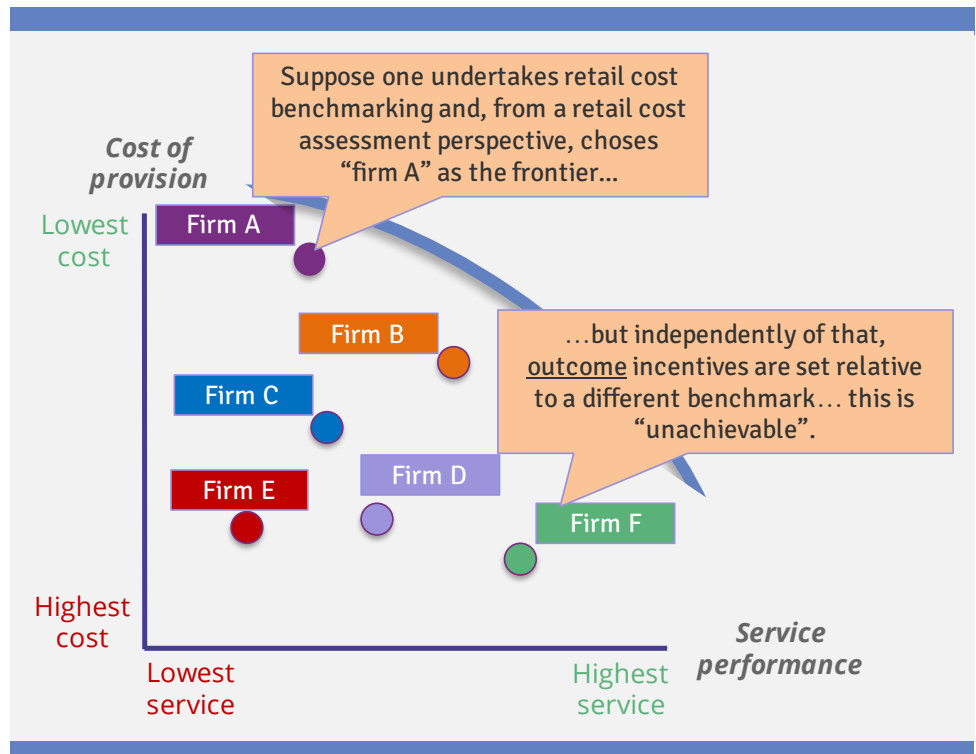 Suppose one undertakes retail cost
benchmarking and, from a retail cost
assessment perspective, choses
“firm A” as the frontier...
Cost of
provision
Lowest
cost
Firm A
Firm B
…but independently of that,
outcome incentives are set relative
to a different benchmark… this is
“unachievable”.
Firm C
Firm D
Firm E
Firm F
Highest
cost
Service
performance
Lowest
service
Highest
service